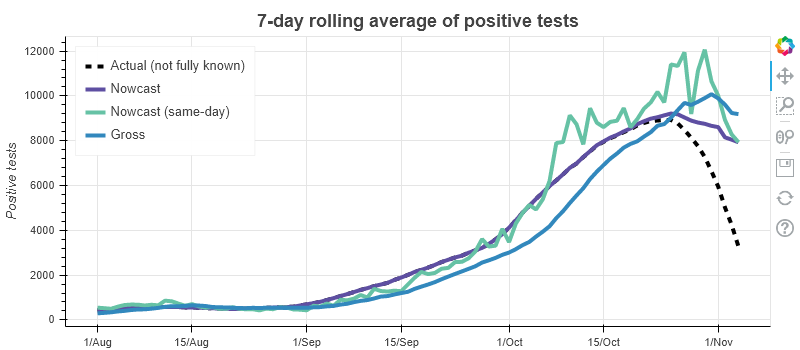 7-day rolling average of positive tests
12000
10000
8000
6000
4000
2000
0
Positive tests
Actual (not fully known)
Nowcast
Nowcast (same-day)
Gross
1/Aug
15/Aug
1/Sep
15/Sep
1/Oct
15/Oct
1/Nov